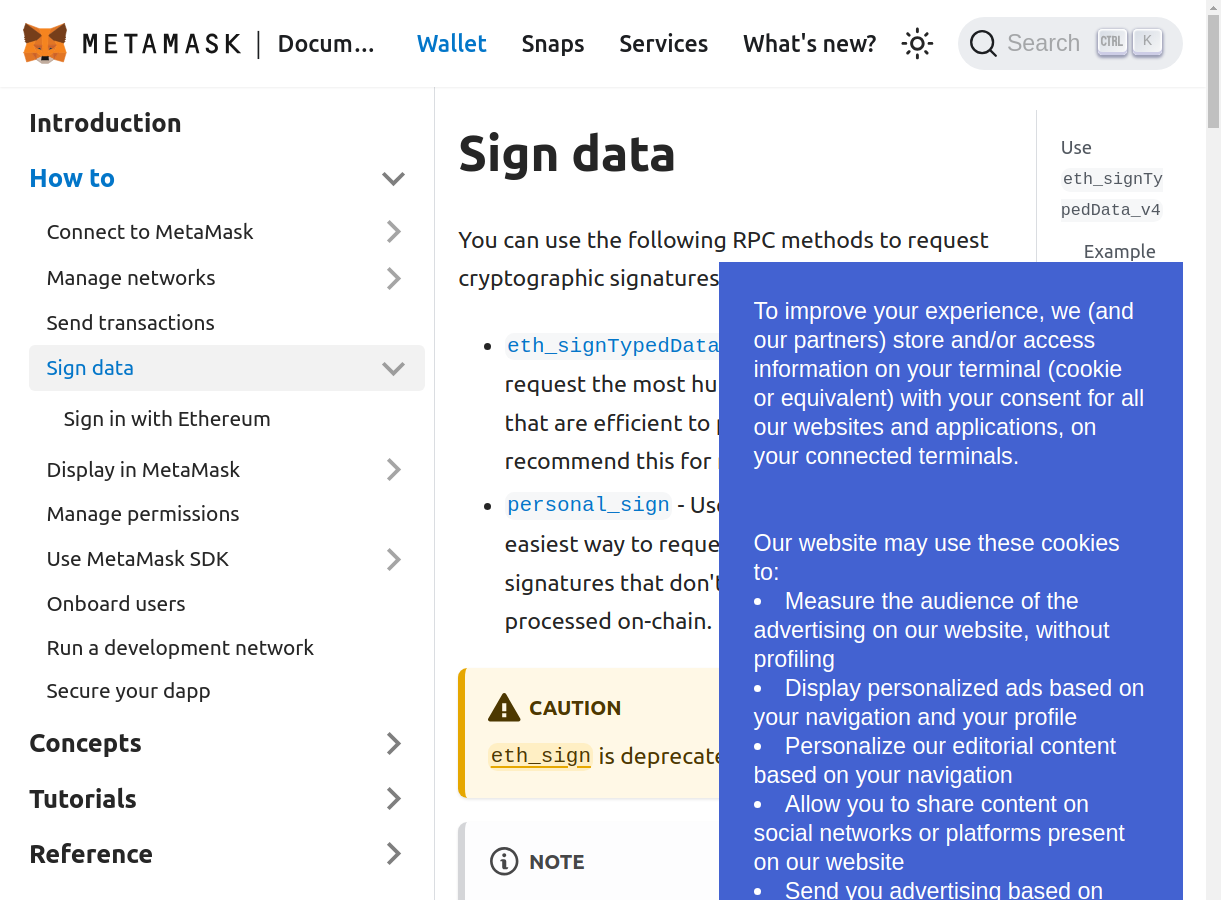 METAMASK | Docum... Wallet Snaps Services What's new? Search CTRL K
Introduction
How to
Connect to MetaMask
Manage networks
Send transactions
Sign data
Sign in with Ethereum
Display in MetaMask
Manage permissions
Use MetaMask SDK
Onboard users
Run a development network
Secure your dapp
Concepts
Tutorials
Reference
Sign data
You can use the following RPC methods to request
cryptographic signatures
• eth_signTypedData
request the most hu
that are efficient to
recommend this for
• personal_sign - Use
easiest way to reque
signatures that don't
processed on-chain.
CAUTION
eth_sign is deprecate
NOTE
Use
eth_signTy
pedData_v4
Example
To improve your experience, we (and
our partners) store and/or access
information on your terminal (cookie
or equivalent) with your consent for all
our websites and applications, on
your connected terminals.
Our website may use these cookies
to:
• Measure the audience of the
advertising on our website, without
profiling
• Display personalized ads based on
your navigation and your profile
• Personalize our editorial content
based on your navigation
• Allow you to share content on
social networks or platforms present
on our website
• Send you advertising based on